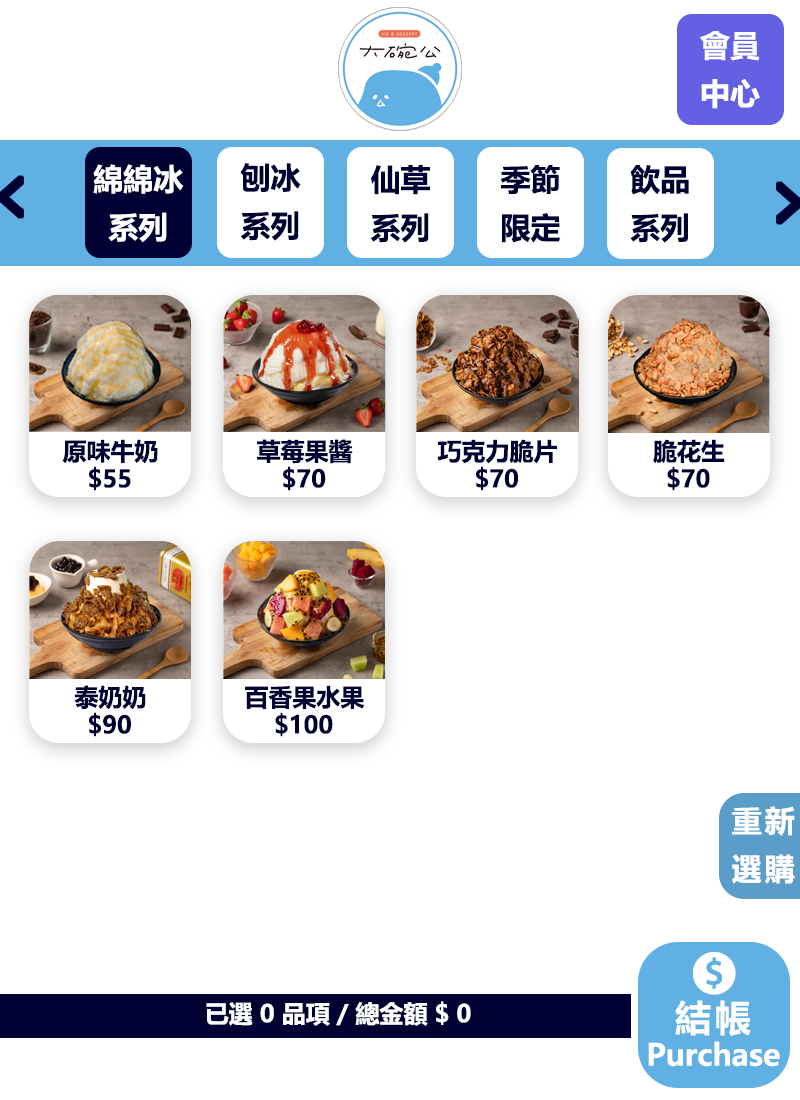 ICE & DESSERT
大碗公
會員
中心
綿綿冰
系列
刨冰
系列
仙草
系列
季節
限定
飲品
系列
原味牛奶
$55
草莓果醬
$70
巧克力脆片
$70
脆花生
$70
泰奶奶
$90
百香果水果
$100
重新
選購
已選 0 品項 / 總金額 $ 0
$
結帳
Purchase